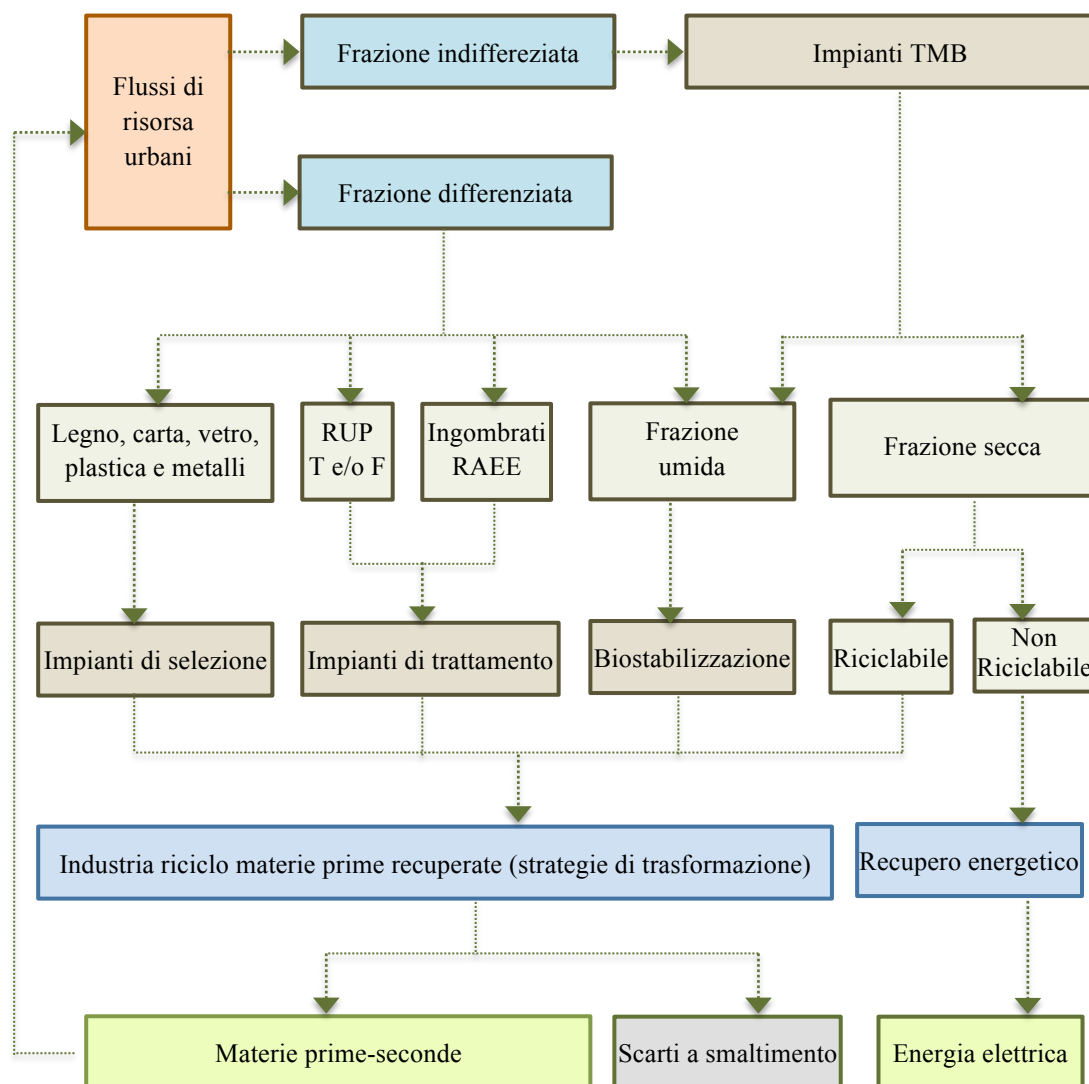 Frazione indiffereziata
Impianti TMB
Flussi di
risorsa
urbani
Frazione differenziata
Legno, carta, vetro,
plastica e metalli
RUP
T e/o F
Ingombrati
RAEE
Frazione
umida
Frazione secca
Impianti di selezione
Impianti di trattamento
Biostabilizzazione
Riciclabile
Non
Riciclabile
Industria riciclo materie prime recuperate (strategie di trasformazione)
Recupero energetico
Materie prime-seconde
Scarti a smaltimento
Energia elettrica